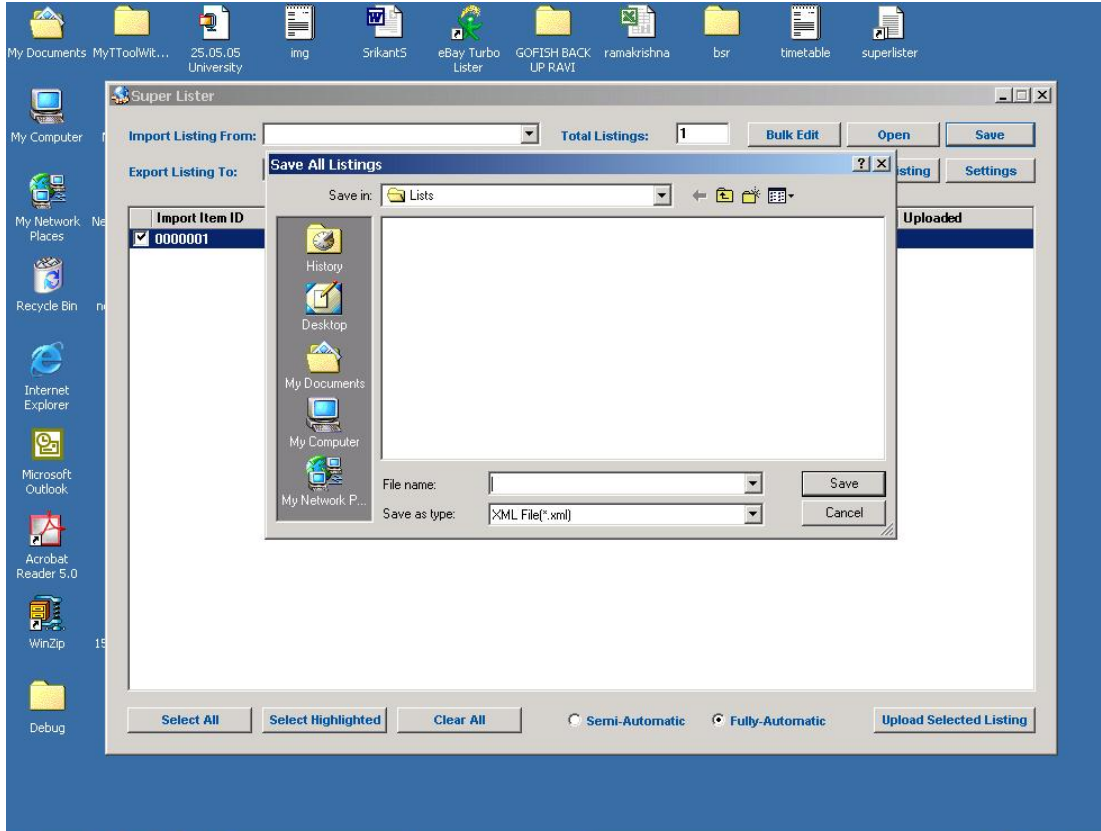 My Documents
MyTToolWit...
25.05.05
University
img
Srikant5
eBay Turbo
Lister
GOFISH BACK
UP RAVI
ramakrishna
bsr
timetable
superlister
My Computer
My Network
Places
Recycle Bin
Internet
Explorer
Microsoft
Outlook
Acrobat
Reader 5.0
WinZip
Debug
Super Lister
Import Listing From:
Total Listings: 1
Bulk Edit
Open
Save
Export Listing To:
isting
Settings
Import Item ID
Uploaded
0000001
Save All Listings
Save in: Lists
History
Desktop
My Documents
My Computer
My Network P...
File name:
Save
Save as type: XML File(*.xml)
Cancel
Select All
Select Highlighted
Clear All
Semi-Automatic
Fully-Automatic
Upload Selected Listing